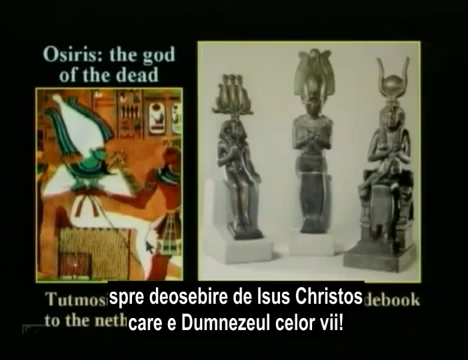 Osiris: the god
of the dead
Tutmos
debook
to the neth
spre deosebire de Isus Christos
care e Dumnezeul celor vii!